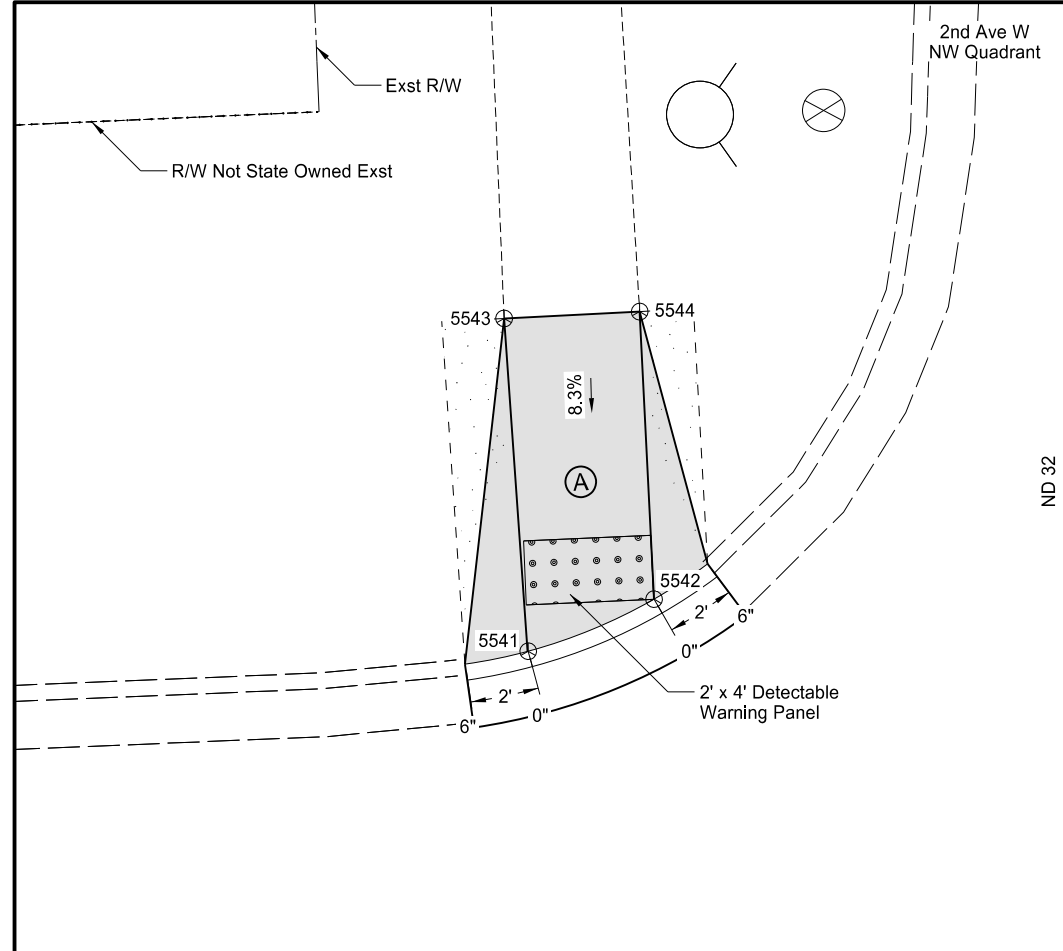 2nd Ave W
NW Quadrant
Exst R/W
R/W Not State Owned Exst
5543
5544
8.3%
A
ND 32
5542
5541
2'
6"
0"
2'
0"
6"
2' x 4' Detectable
Warning Panel